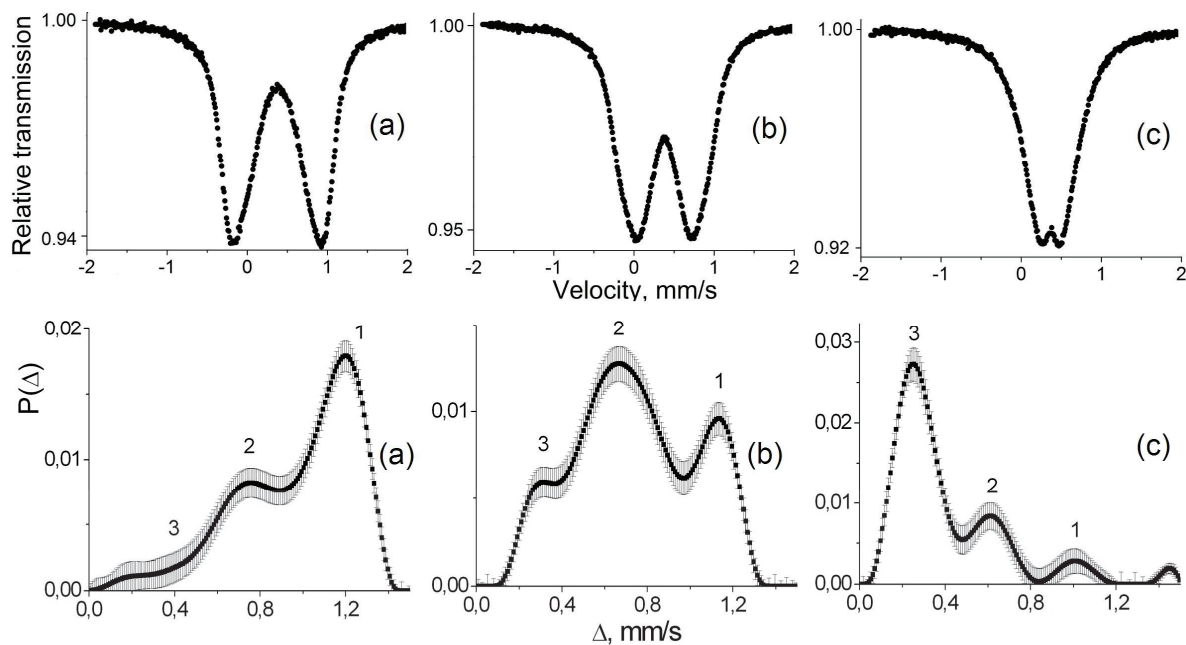 1.00
0.94
Relative transmission
(a)
-2 -1 0 1 2
1.00
0.95
(b)
-2 -1 0 1 2
1.00
0.92
(c)
-2 -1 0 1 2
Velocity, mm/s
0,02
0,01
0,00
P(Δ)
1
2
3
(a)
0,0 0,4 0,8 1,2
0,01
0,00
2
1
3
(b)
0,0 0,4 0,8 1,2
0,03
0,02
0,01
0,00
3
2
1
(c)
0,0 0,4 0,8 1,2
Δ, mm/s